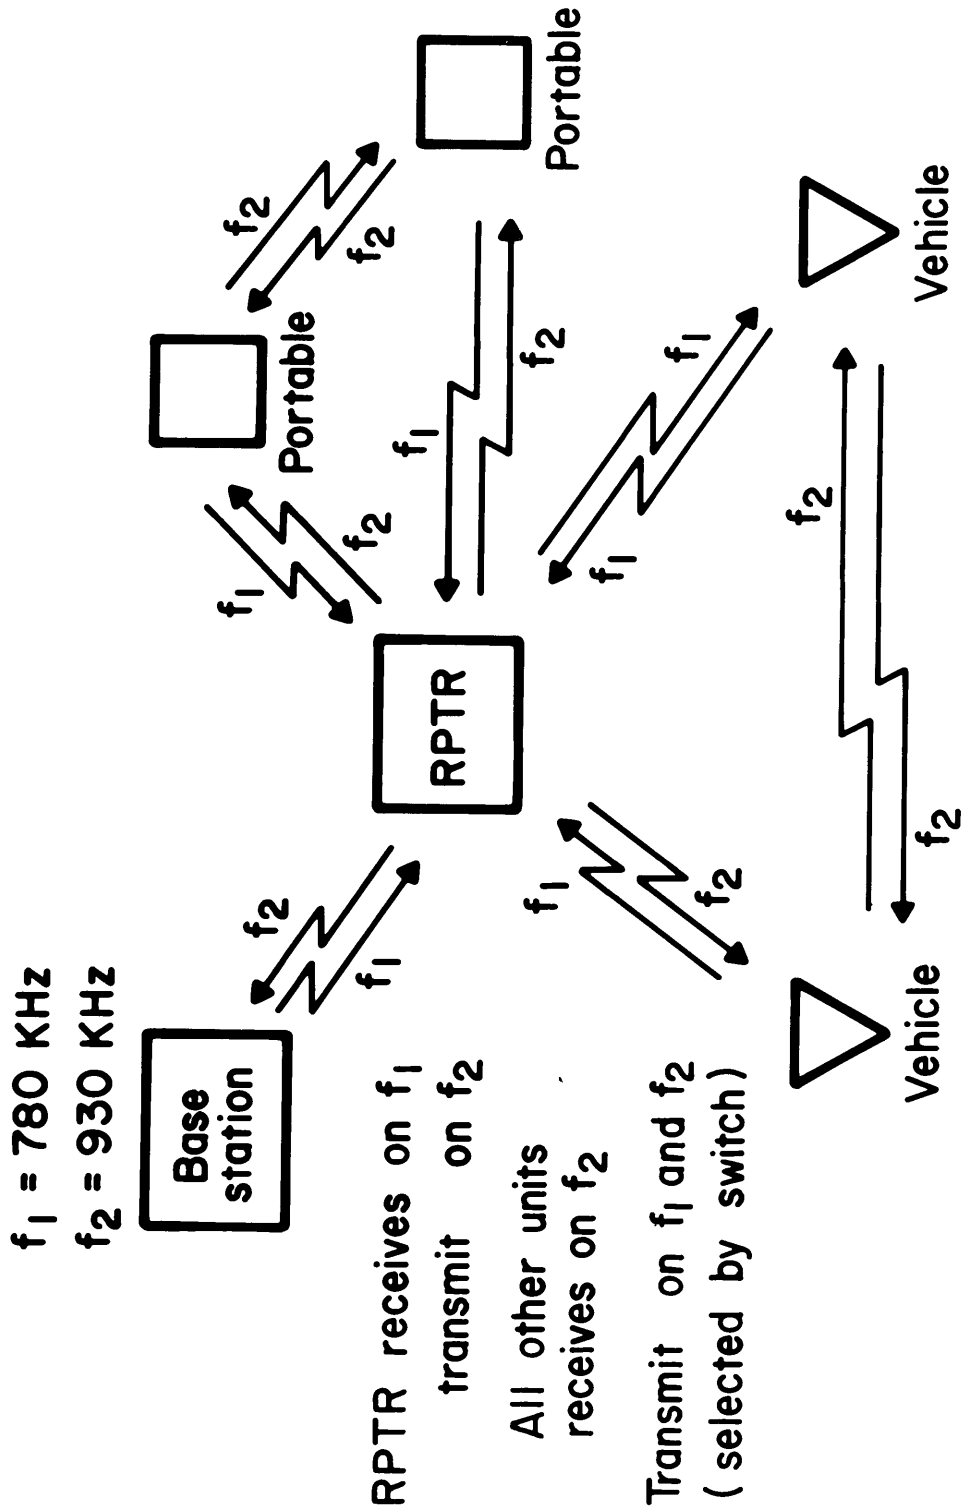 f1 = 780 KHz
f2 = 930 KHz
Base
station
f2
f1
RPTR
f1
f2
Portable
f2
f2
Portable
f1
f2
f1
f1
Vehicle
f1
f2
Vehicle
f2
f2
RPTR receives on f1
transmit on f2
All other units
receives on f2
Transmit on f1 and f2
( selected by switch)